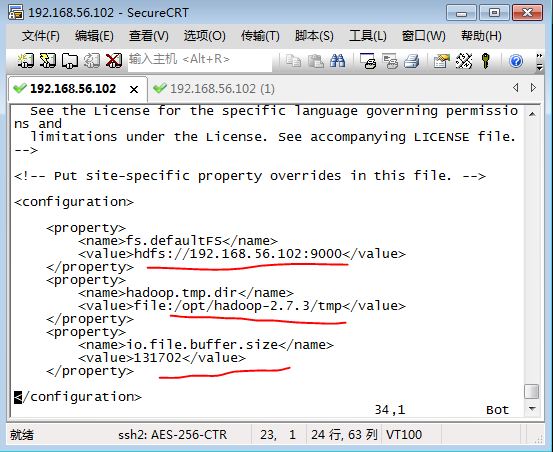 192.168.56.102 - SecureCRT
文件(F) 编辑(E) 查看(V) 选项(O) 传输(T) 脚本(S) 工具(L) 窗口(W) 帮助(H)
输入主机 <Alt+R>
192.168.56.102 192.168.56.102 (1)
See the License for the specific language governing permissio
ns and
limitations under the License. See accompanying LICENSE file.
-->
<!-- Put site-specific property overrides in this file. -->
<configuration>
<property>
<name>fs.defaultFS</name>
<value>hdfs://192.168.56.102:9000</value>
</property>
<property>
<name>hadoop.tmp.dir</name>
<value>file:/opt/hadoop-2.7.3/tmp</value>
</property>
<property>
<name>io.file.buffer.size</name>
<value>131702</value>
</property>
</configuration>
34,1 Bot
就绪 ssh2: AES-256-CTR 23, 1 24 行, 63 列 VT100